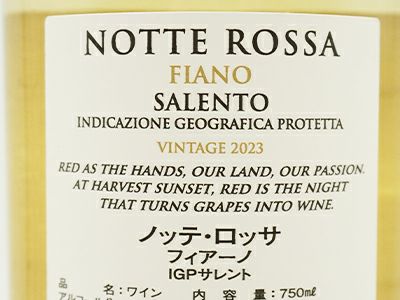 NOTTE ROSSA
FIANO
SALENTO
INDICAZIONE GEOGRAFICA PROTETTA
VINTAGE 2023
RED AS THE HANDS, OUR LAND, OUR PASSION.
AT HARVEST SUNSET, RED IS THE NIGHT
THAT TURNS GRAPES INTO WINE.
ノッテ・ロッサ
フィアーノ
IGPサレント
品 名：ワイン 内 容 量：750㎖